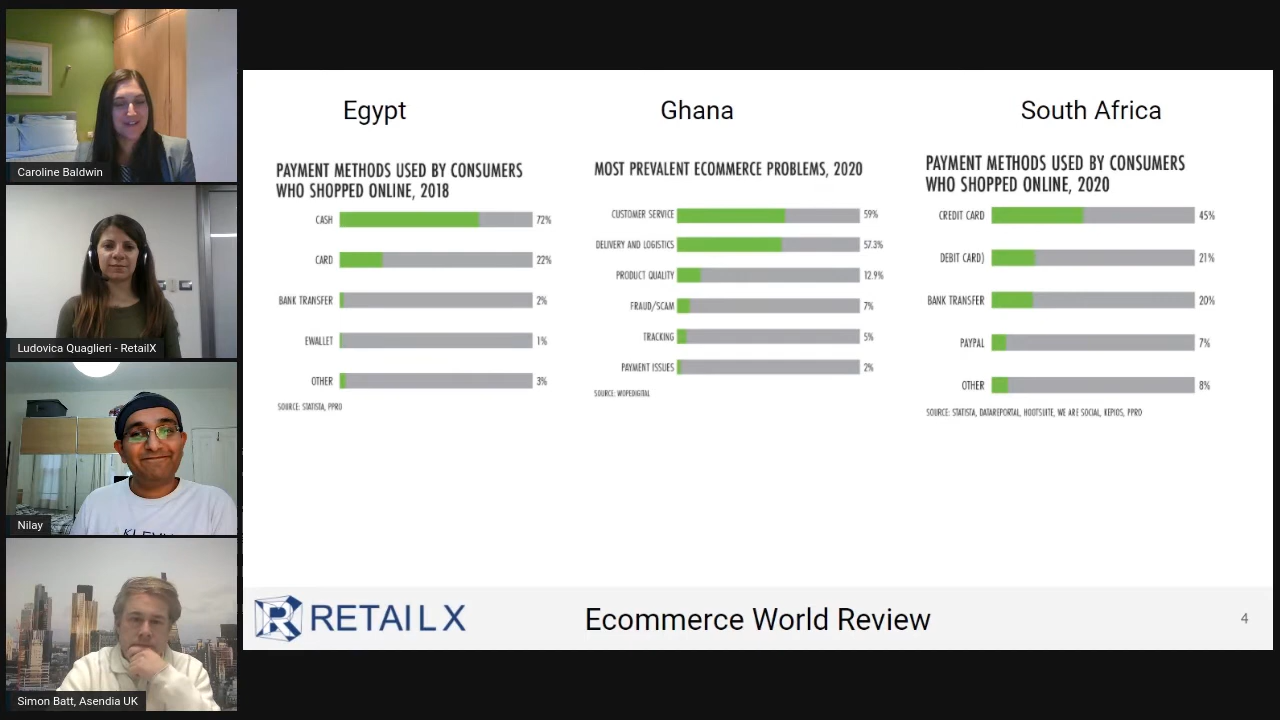 Caroline Baldwin
Ludovica Quaglieri - RetailX
Nilay
Simon Batt, Asendia UK
Egypt
PAYMENT METHODS USED BY CONSUMERS
WHO SHOPPED ONLINE, 2018
CASH 72%
CARD 22%
BANK TRANSFER 2%
EWALLET 1%
OTHER 3%
SOURCE: STATISTA, PPRO
Ghana
MOST PREVALENT ECOMMERCE PROBLEMS, 2020
CUSTOMER SERVICE 59%
DELIVERY AND LOGISTICS 57.3%
PRODUCT QUALITY 12.9%
FRAUD/SCAM 7%
TRACKING 5%
PAYMENT ISSUES 2%
SOURCE: WOPEDIGITAL
South Africa
PAYMENT METHODS USED BY CONSUMERS
WHO SHOPPED ONLINE, 2020
CREDIT CARD 45%
DEBIT CARD) 21%
BANK TRANSFER 20%
PAYPAL 7%
OTHER 8%
SOURCE: STATISTA, DATAREPORTAL, HOOTSUITE, WE ARE SOCIAL, KEPIOS, PPRO
RETAIL X
Ecommerce World Review
4